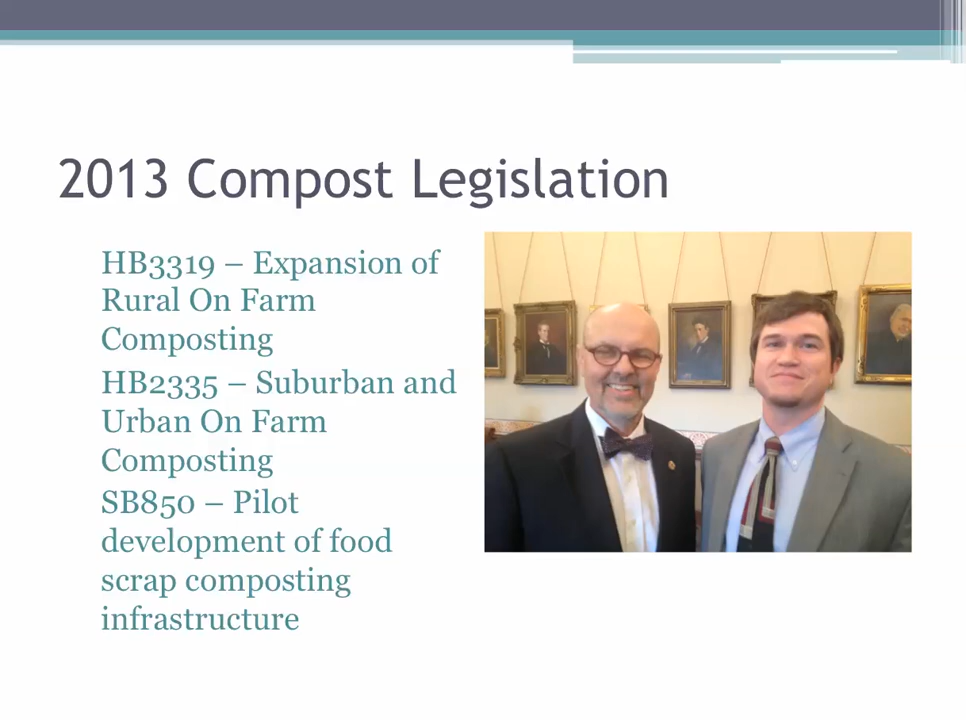 2013 Compost Legislation
HB3319 – Expansion of
Rural On Farm
Composting
HB2335 – Suburban and
Urban On Farm
Composting
SB850 – Pilot
development of food
scrap composting
infrastructure